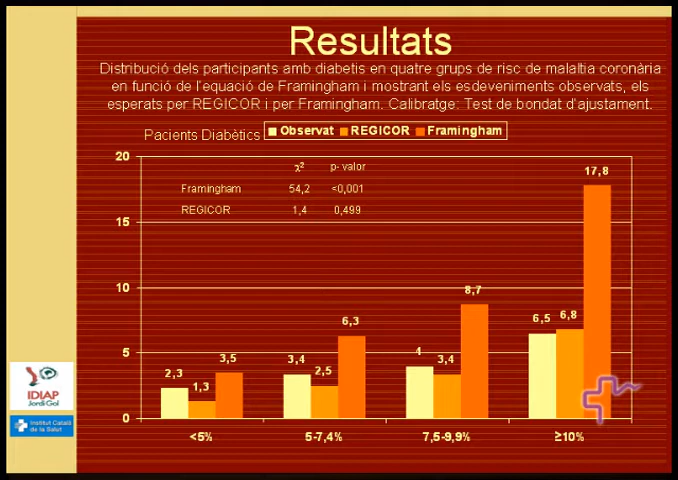 Resultats
Distribució dels participants amb diabetis en quatre grups de risc de malaltia coronària
en funció de l'equació de Framingham i mostrant els esdeveniments observats, els
esperats per REGICOR i per Framingham. Calibratge: Test de bondat d'ajustament.
Pacients Diabètics
Observat REGICOR Framingham
χ² p- valor
Framingham 54,2 <0,001
REGICOR 1,4 0,499
20
15
10
5
0
2,3 1,3 3,5
3,4 2,5 6,3
4 3,4 8,7
6,5 6,8 17,8
<5% 5-7,4% 7,5-9,9% ≥10%
IDIAP
Jordi Gol
Institut Català
de la Salut